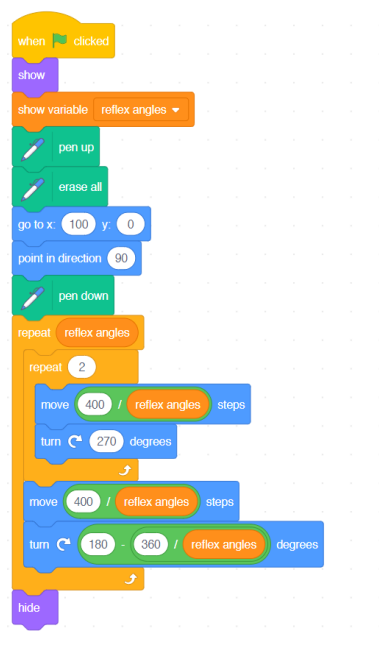 when clicked
show
show variable reflex angles
pen up
erase all
go to x: 100 y: 0
point in direction 90
pen down
repeat reflex angles
repeat 2
move 400 / reflex angles steps
turn 270 degrees
move 400 / reflex angles steps
turn 180 - 360 / reflex angles degrees
hide